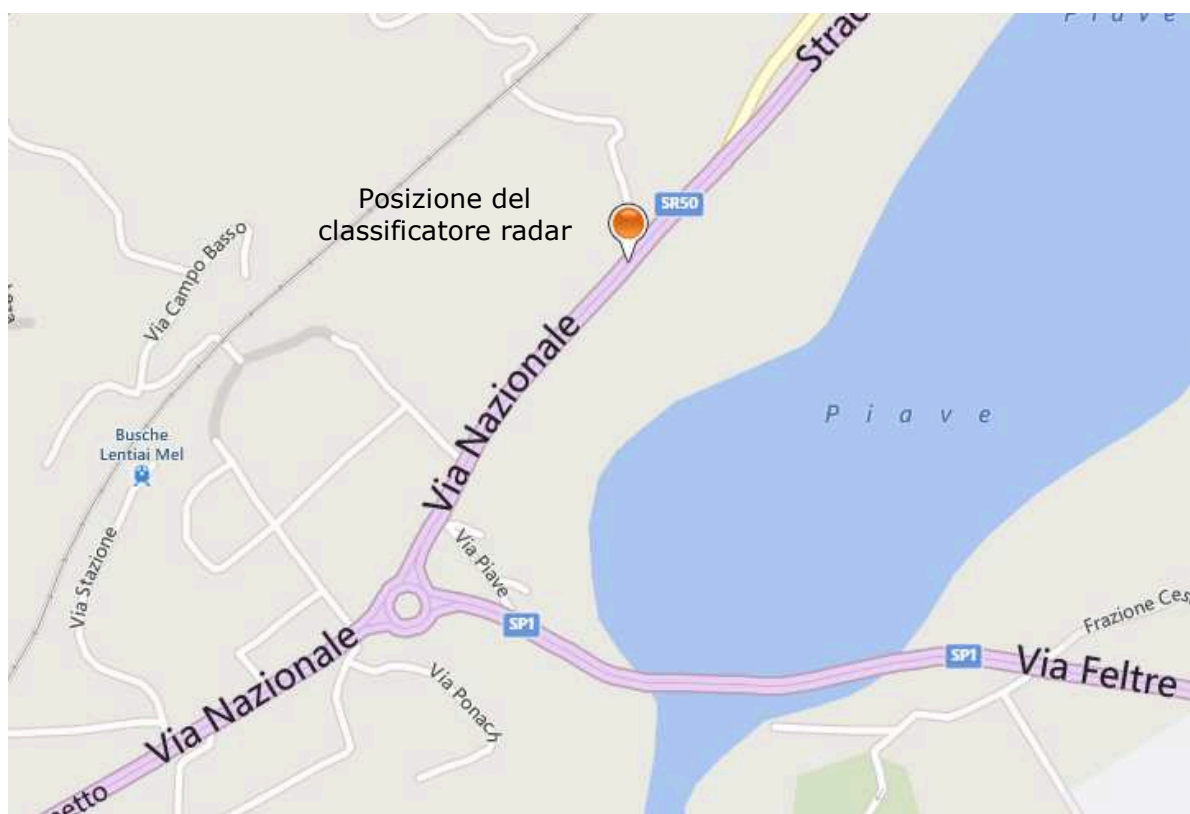 Piave
Strad
Posizione del
classificatore radar
SR50
Via Campo Basso
Via Nazionale
Piave
Busche
Lentiai Mel
Via Stazione
Via Piave
SP1
Frazione Ces
SP1
Via Feltre
Via Nazionale
Via Ponach
etto